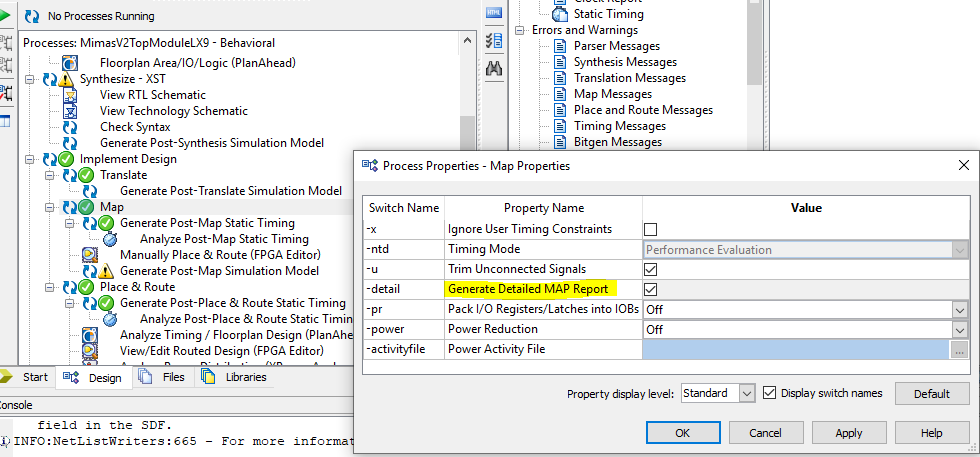 No Processes Running
Processes: MimasV2TopModuleLX9 - Behavioral
Floorplan Area/IO/Logic (PlanAhead)
Synthesize - XST
View RTL Schematic
View Technology Schematic
Check Syntax
Generate Post-Synthesis Simulation Model
Implement Design
Translate
Generate Post-Translate Simulation Model
Map
Generate Post-Map Static Timing
Analyze Post-Map Static Timing
Manually Place & Route (FPGA Editor)
Generate Post-Map Simulation Model
Place & Route
Generate Post-Place & Route Static Timing
Analyze Post-Place & Route Static Timing
Analyze Timing / Floorplan Design (PlanAhead)
View/Edit Routed Design (FPGA Editor)
Start
Design
Files
Libraries
Console
field in the SDF.
INFO:NetListWriters:665 - For more informat
HTML
Clock Report
Static Timing
Errors and Warnings
Parser Messages
Synthesis Messages
Translation Messages
Map Messages
Place and Route Messages
Timing Messages
Bitgen Messages
Process Properties - Map Properties
Switch Name Property Name Value
-x Ignore User Timing Constraints
-ntd Timing Mode Performance Evaluation
-u Trim Unconnected Signals
-detail Generate Detailed MAP Report
-pr Pack I/O Registers/Latches into IOBs Off
-power Power Reduction Off
-activityfile Power Activity File ...
Property display level: Standard Display switch names Default
OK Cancel Apply Help